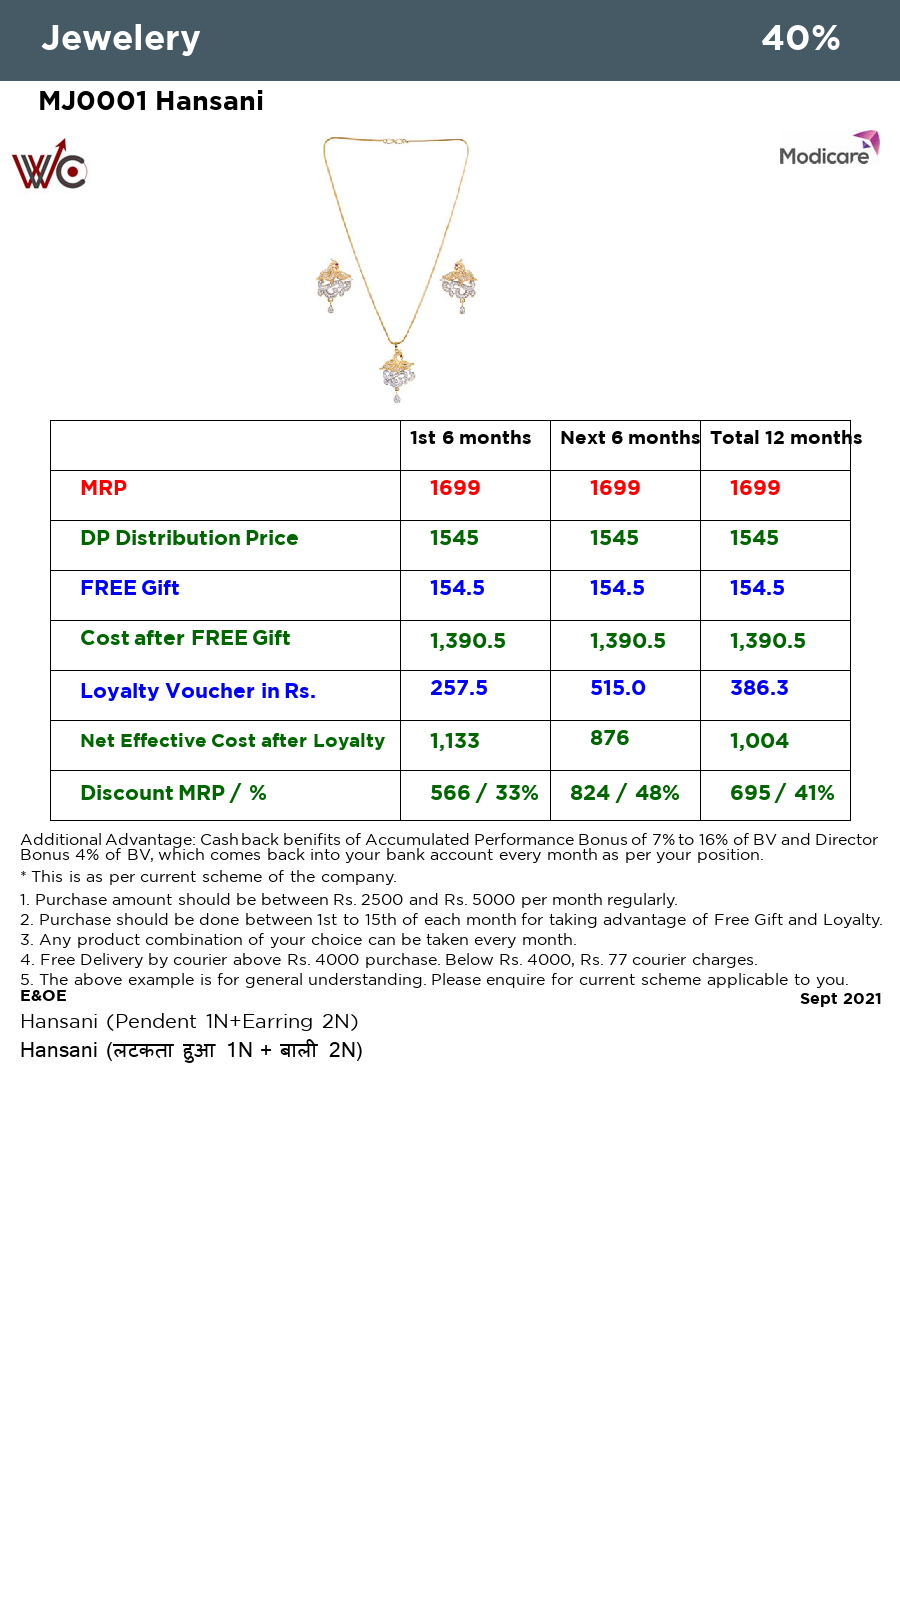 Jewelery 40%
MJ0001 Hansani
WC
Modicare
1st 6 months Next 6 months Total 12 months
MRP 1699 1699 1699
DP Distribution Price 1545 1545 1545
FREE Gift 154.5 154.5 154.5
Cost after FREE Gift 1,390.5 1,390.5 1,390.5
Loyalty Voucher in Rs. 257.5 515.0 386.3
Net Effective Cost after Loyalty 1,133 876 1,004
Discount MRP / % 566 / 33% 824 / 48% 695 / 41%
Additional Advantage: Cashback benifits of Accumulated Performance Bonus of 7% to 16% of BV and Director
Bonus 4% of BV, which comes back into your bank account every month as per your position.
* This is as per current scheme of the company.
1. Purchase amount should be between Rs. 2500 and Rs. 5000 per month regularly.
2. Purchase should be done between 1st to 15th of each month for taking advantage of Free Gift and Loyalty.
3. Any product combination of your choice can be taken every month.
4. Free Delivery by courier above Rs. 4000 purchase. Below Rs. 4000, Rs. 77 courier charges.
5. The above example is for general understanding. Please enquire for current scheme applicable to you.
E&OE Sept 2021
Hansani (Pendent 1N+Earring 2N)
Hansani (लटकता हुआ 1N + बाली 2N)